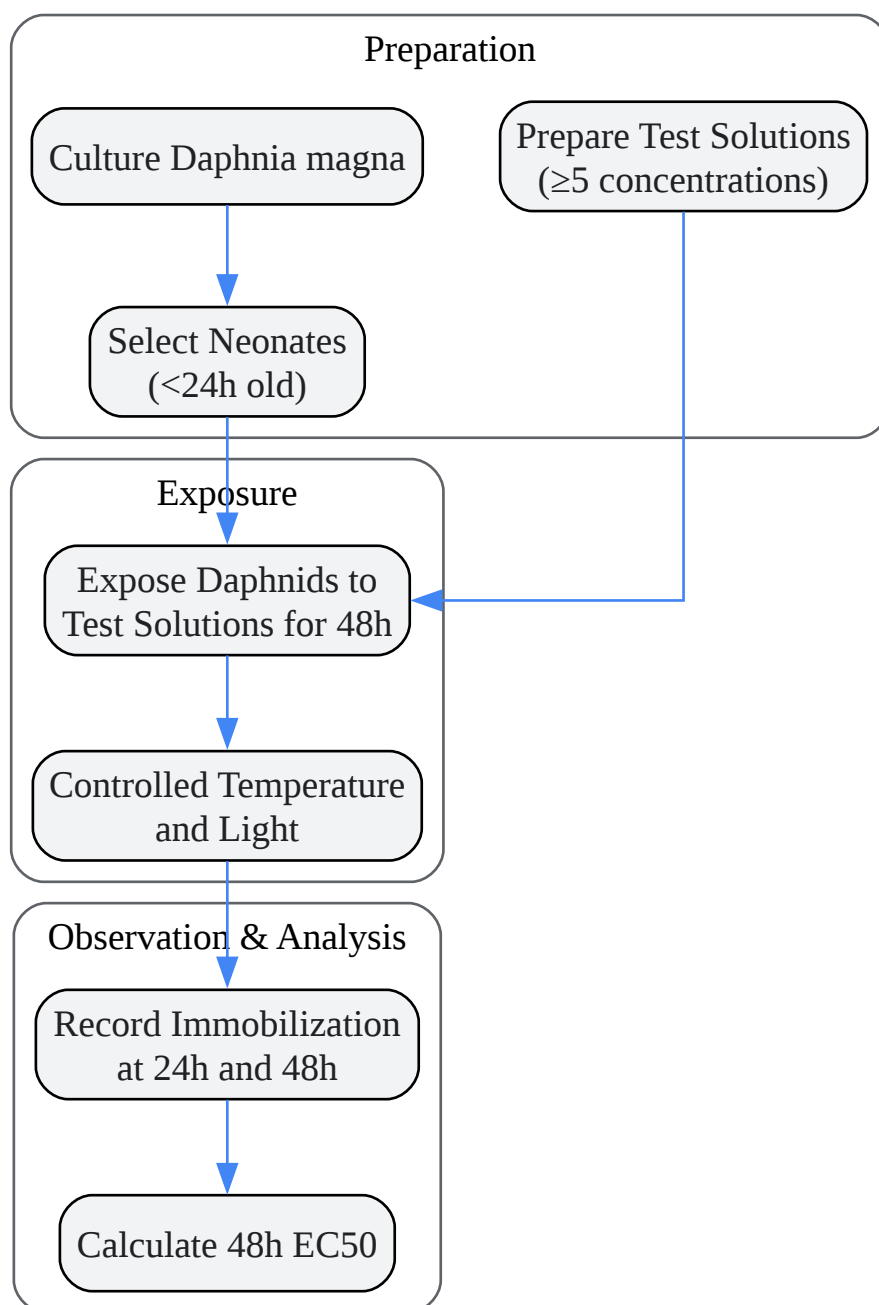 Preparation
Culture Daphnia magna
Prepare Test Solutions
(≥5 concentrations)
Select Neonates
(<24h old)
Exposure
Expose Daphnids to
Test Solutions for 48h
Controlled Temperature
and Light
Observation & Analysis
Record Immobilization
at 24h and 48h
Calculate 48h EC50